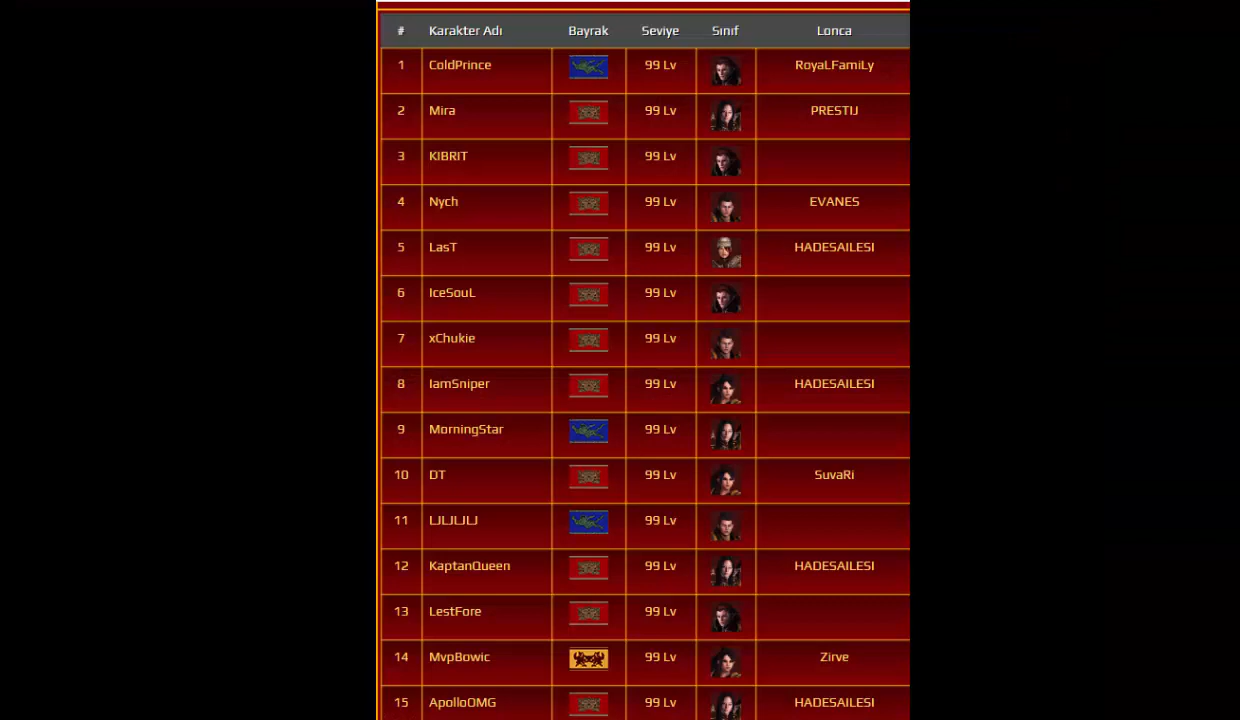 # Karakter Adı Bayrak Seviye Sınıf Lonca
1 ColdPrince 99 Lv RoyaLFamiLy
2 Mira 99 Lv PRESTIJ
3 KIBRIT 99 Lv
4 Nych 99 Lv EVANES
5 LasT 99 Lv HADESAILESI
6 IceSouL 99 Lv
7 xChukie 99 Lv
8 IamSniper 99 Lv HADESAILESI
9 MorningStar 99 Lv
10 DT 99 Lv SuvaRi
11 99 Lv
12 KaptanQueen 99 Lv HADESAILESI
13 LestFore 99 Lv
14 MvpBowic 99 Lv Zirve
15 ApolloOMG 99 Lv HADESAILESI